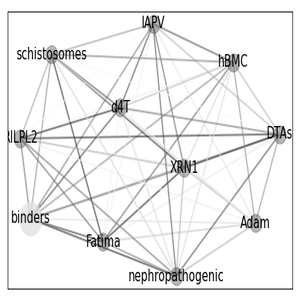 IAPV
schistosomes
hBMC
d4T
RILPL2
DTAs
XRN1
binders
Adam
Fatima
nephropathogenic